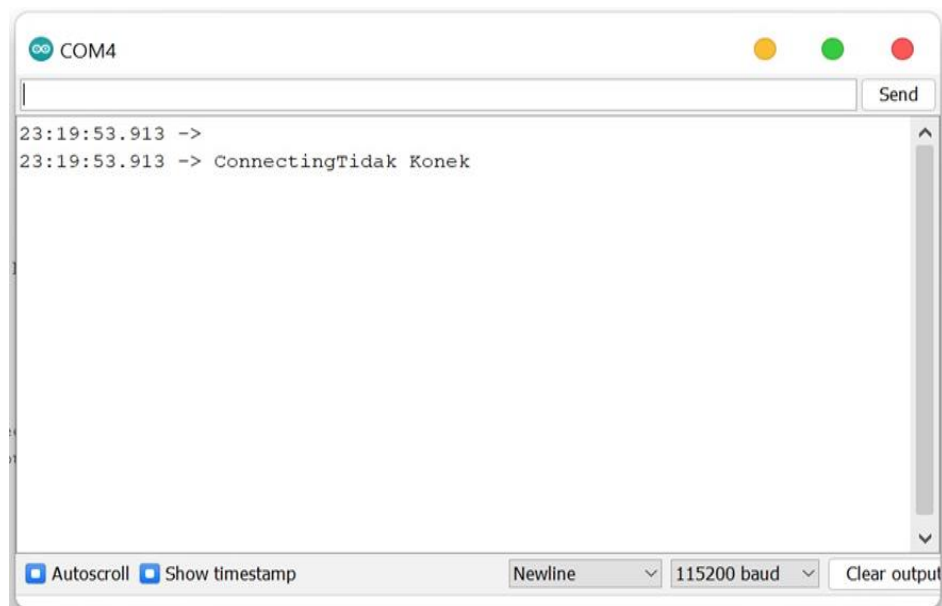 COM4
Send
23:19:53.913 ->
23:19:53.913 -> ConnectingTidak Konek
Autoscroll Show timestamp Newline 115200 baud Clear output